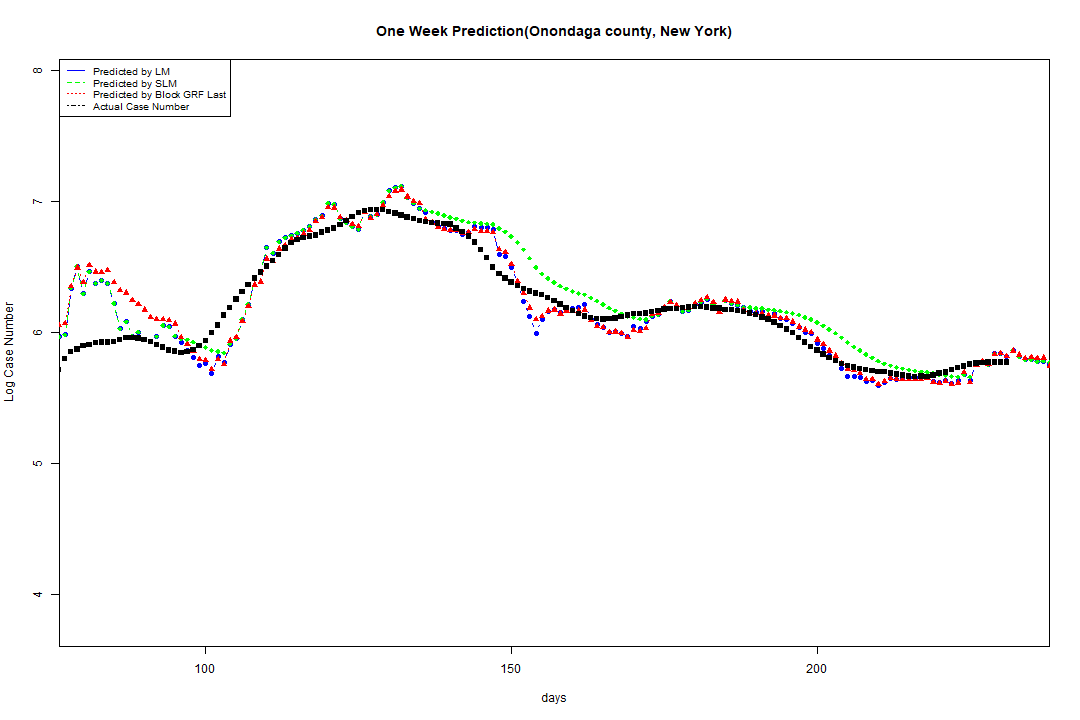 One Week Prediction(Onondaga county, New York)
Predicted by LM
Predicted by SLM
Predicted by Block GRF Last
Actual Case Number
8
7
6
5
4
Log Case Number
100
150
200
days